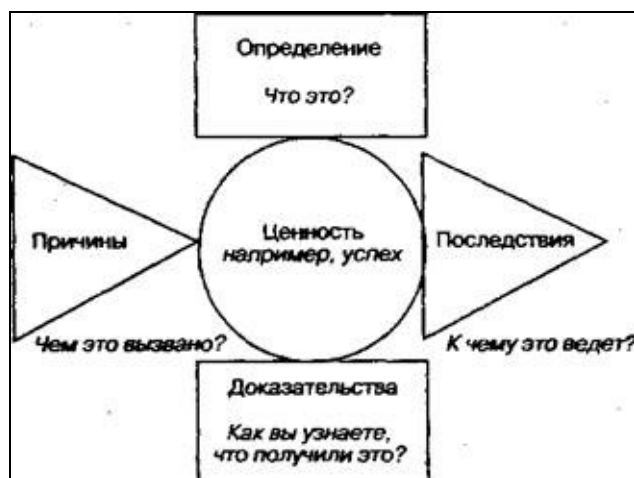 Определение
Что это?
Причины
Ценность
например, успех
Последствия
Чем это вызвано?
К чему это ведет?
Доказательства
Как вы узнаете,
что получили это?